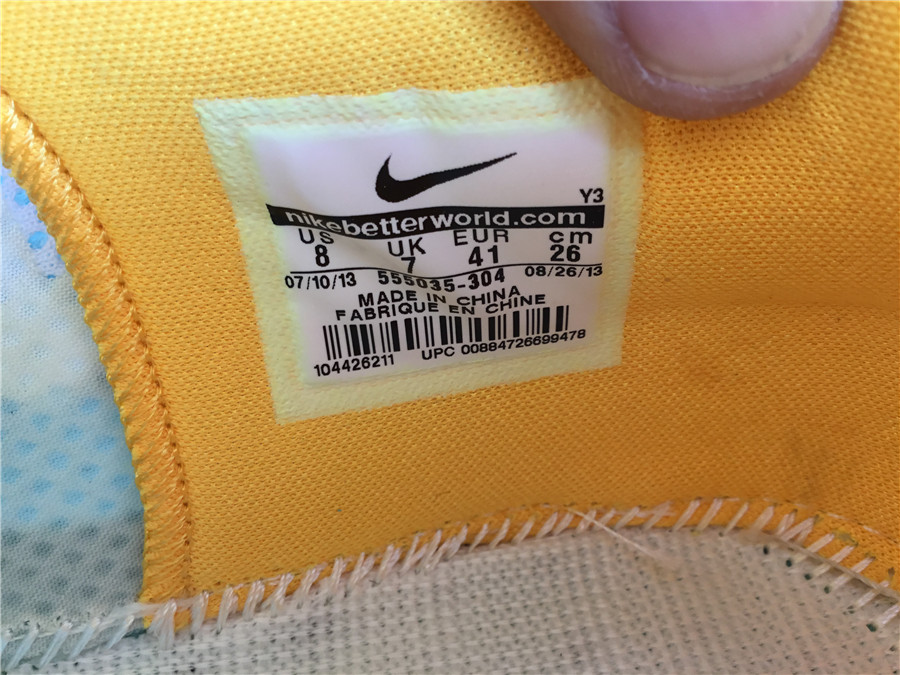 Y3
nikebetterworld.com
US UK EUR cm
8 7 41 26
07/10/13 555035-304 08/26/13
MADE IN CHINA
FABRIQUE EN CHINE
104426211 UPC 00884726699478